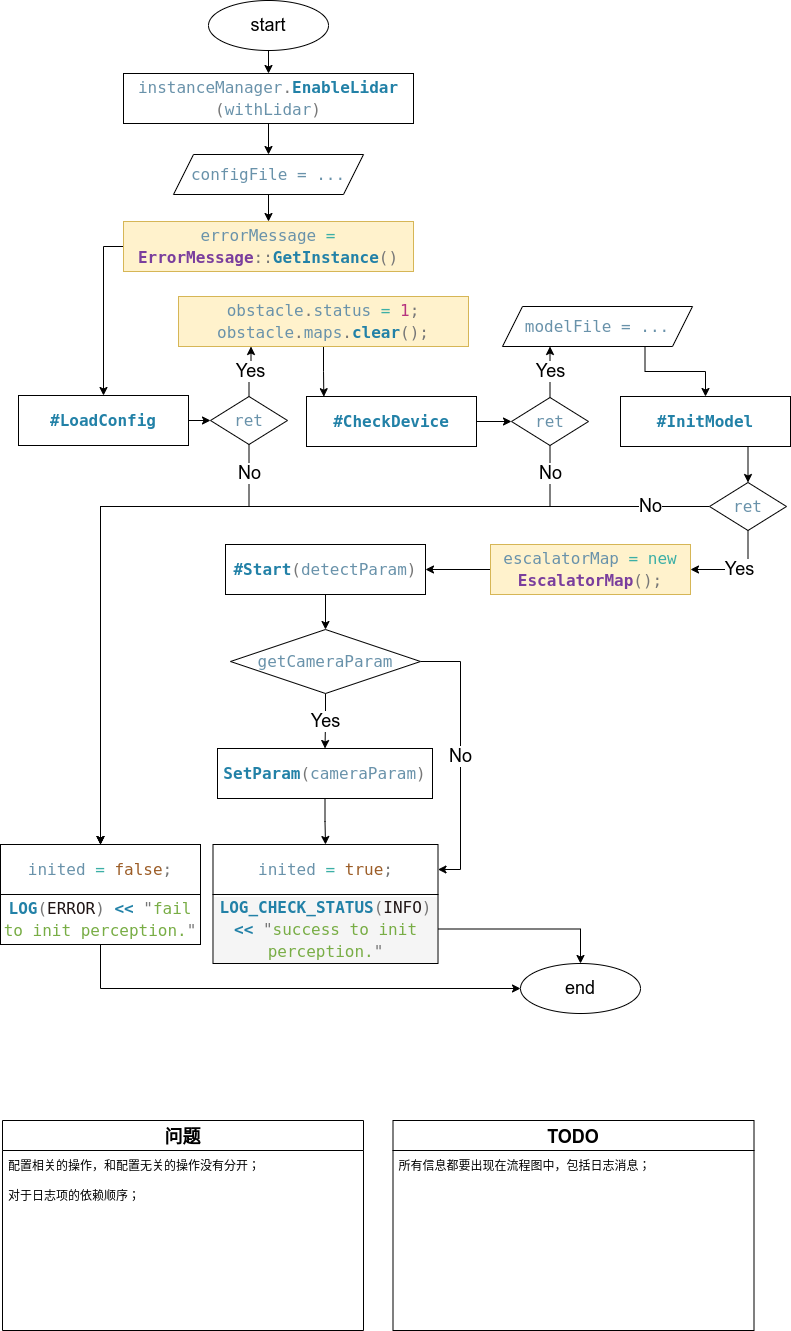 start
instanceManager.EnableLidar
(withLidar)
configFile = ...
errorMessage =
ErrorMessage::GetInstance()
obstacle.status = 1;
obstacle.maps.clear();
modelFile = ...
Yes
Yes
#LoadConfig
ret
#CheckDevice
ret
#InitModel
No
No
No
ret
Yes
#Start(detectParam)
escalatorMap = new
EscalatorMap();
getCameraParam
Yes
No
SetParam(cameraParam)
inited = false;
LOG(ERROR) << "fail
to init perception."
inited = true;
LOG_CHECK_STATUS(INFO)
<< "success to init
perception."
end
问题
配置相关的操作，和配置无关的操作没有分开；
对于日志项的依赖顺序；
TODO
所有信息都要出现在流程图中，包括日志消息；